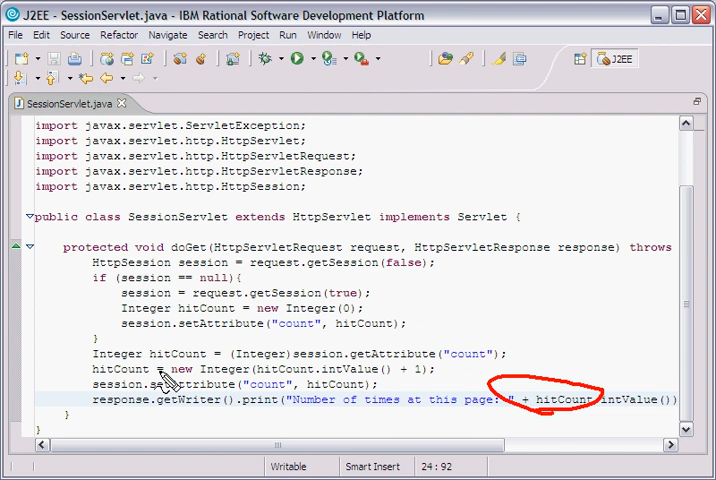 J2EE - SessionServlet.java - IBM Rational Software Development Platform
File Edit Source Refactor Navigate Search Project Run Window Help
J2EE
SessionServlet.java
import javax.servlet.ServletException;
import javax.servlet.http.HttpServlet;
import javax.servlet.http.HttpServletRequest;
import javax.servlet.http.HttpServletResponse;
import javax.servlet.http.HttpSession;
public class SessionServlet extends HttpServlet implements Servlet {
protected void doGet(HttpServletRequest request, HttpServletResponse response) throws
HttpSession session = request.getSession(false);
if (session == null){
session = request.getSession(true);
Integer hitCount = new Integer(0);
session.setAttribute("count", hitCount);
}
Integer hitCount = (Integer)session.getAttribute("count");
hitCount = new Integer(hitCount.intValue() + 1);
session.setAttribute("count", hitCount);
response.getWriter().print("Number of times at this page: " + hitCount.intValue())
}
}
Writable Smart Insert 24 : 92